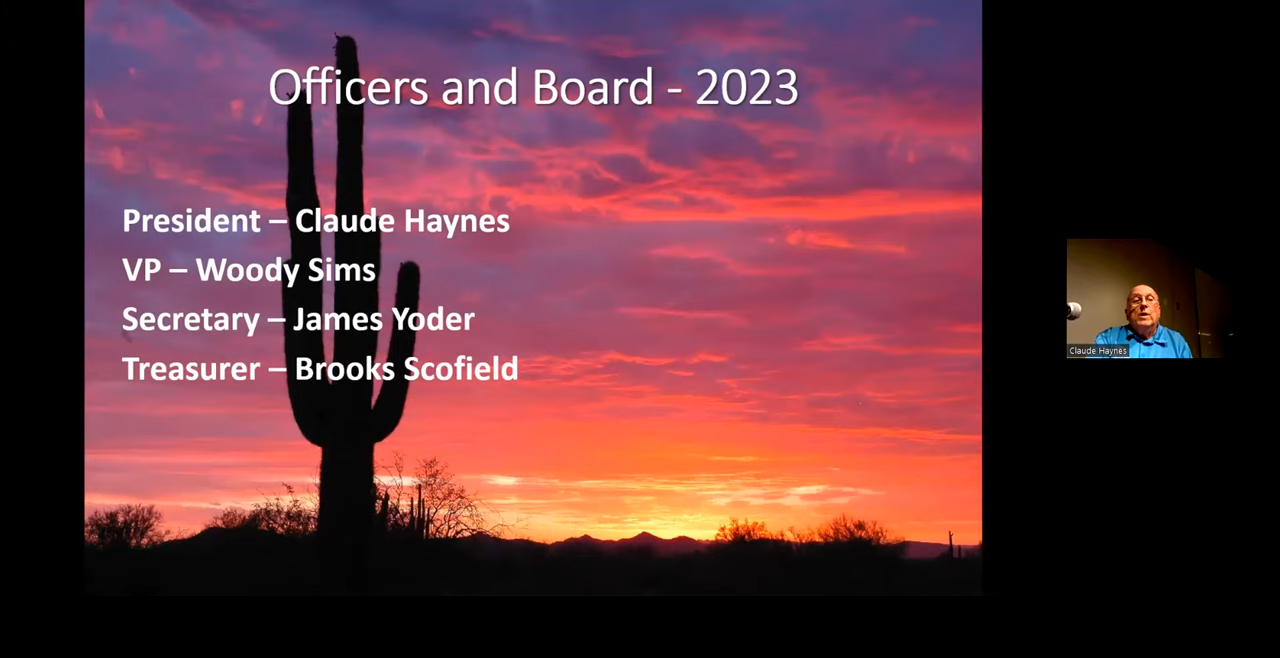 Officers and Board - 2023
President – Claude Haynes
VP – Woody Sims
Secretary – James Yoder
Treasurer – Brooks Scofield
Claude Haynes